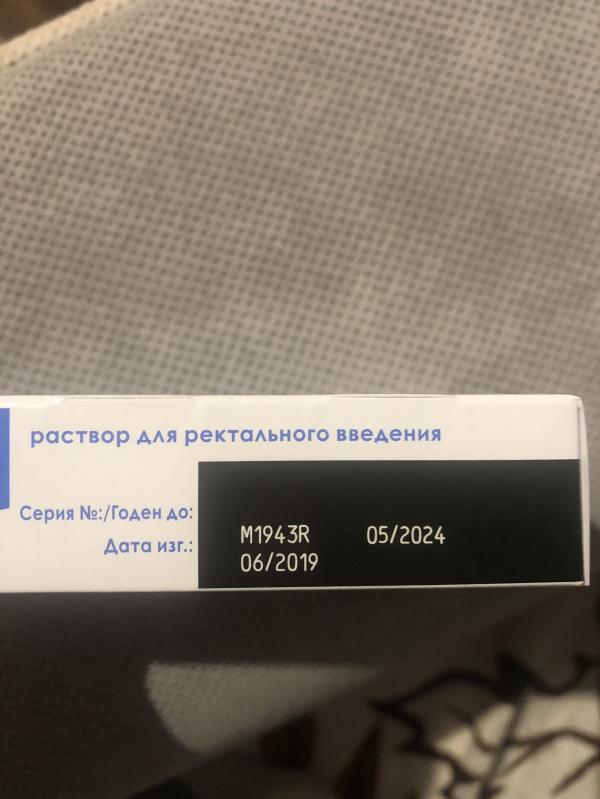 раствор для ректального введения
Серия №:/Годен до: M1943R 05/2024
Дата изг.: 06/2019